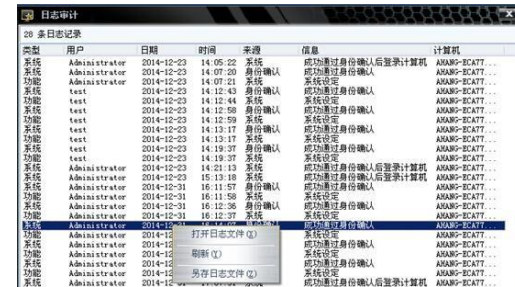 日志审计
28 条日志记录
类型 用户 日期 时间 来源 信息 计算机
系统 Administrator 2014-12-23 14:05:22 系统 成功通过身份确认后登录计算机 AHANG-ECA77...
功能 Administrator 2014-12-23 14:07:20 身份确认 成功通过身份确认 AHANG-ECA77...
功能 Administrator 2014-12-23 14:07:21 系统 系统设定 AHANG-ECA77...
系统 test 2014-12-23 14:12:43 身份确认 成功通过身份确认 AHANG-ECA77...
功能 test 2014-12-23 14:12:44 系统 系统设定 AHANG-ECA77...
系统 test 2014-12-23 14:12:58 身份确认 成功通过身份确认 AHANG-ECA77...
功能 test 2014-12-23 14:12:59 系统 系统设定 AHANG-ECA77...
系统 test 2014-12-23 14:13:17 身份确认 成功通过身份确认 AHANG-ECA77...
功能 test 2014-12-23 14:13:17 系统 系统设定 AHANG-ECA77...
系统 test 2014-12-23 14:19:37 身份确认 成功通过身份确认 AHANG-ECA77...
功能 test 2014-12-23 14:19:37 系统 系统设定 AHANG-ECA77...
系统 Administrator 2014-12-23 14:21:13 系统 成功通过身份确认后登录计算机 AHANG-ECA77...
系统 Administrator 2014-12-23 15:13:18 系统 成功通过身份确认后登录计算机 AHANG-ECA77...
系统 Administrator 2014-12-31 16:11:57 身份确认 成功通过身份确认 AHANG-ECA77...
功能 Administrator 2014-12-31 16:11:58 系统 系统设定 AHANG-ECA77...
系统 Administrator 2014-12-31 16:12:36 身份确认 成功通过身份确认 AHANG-ECA77...
功能 Administrator 2014-12-31 16:12:37 系统 系统设定 AHANG-ECA77...
系统 Administrator 成功通过身份确认 AHANG-ECA77...
功能 Administrator 2014-12 系统设定 AHANG-ECA77...
系统 Administrator 2014-12 成功通过身份确认 AHANG-ECA77...
功能 Administrator 2014-12 系统设定 AHANG-ECA77...
系统 Administrator 2014-12 成功通过身份确认 AHANG-ECA77...
功能 Administrator 2014-12 系统设定 AHANG-ECA77...
系统 Administrator 成功通过身份确认后登录计算机 AHANG-ECA77...
打开日志文件(X)
刷新(Y)
另存日志文件(Z)